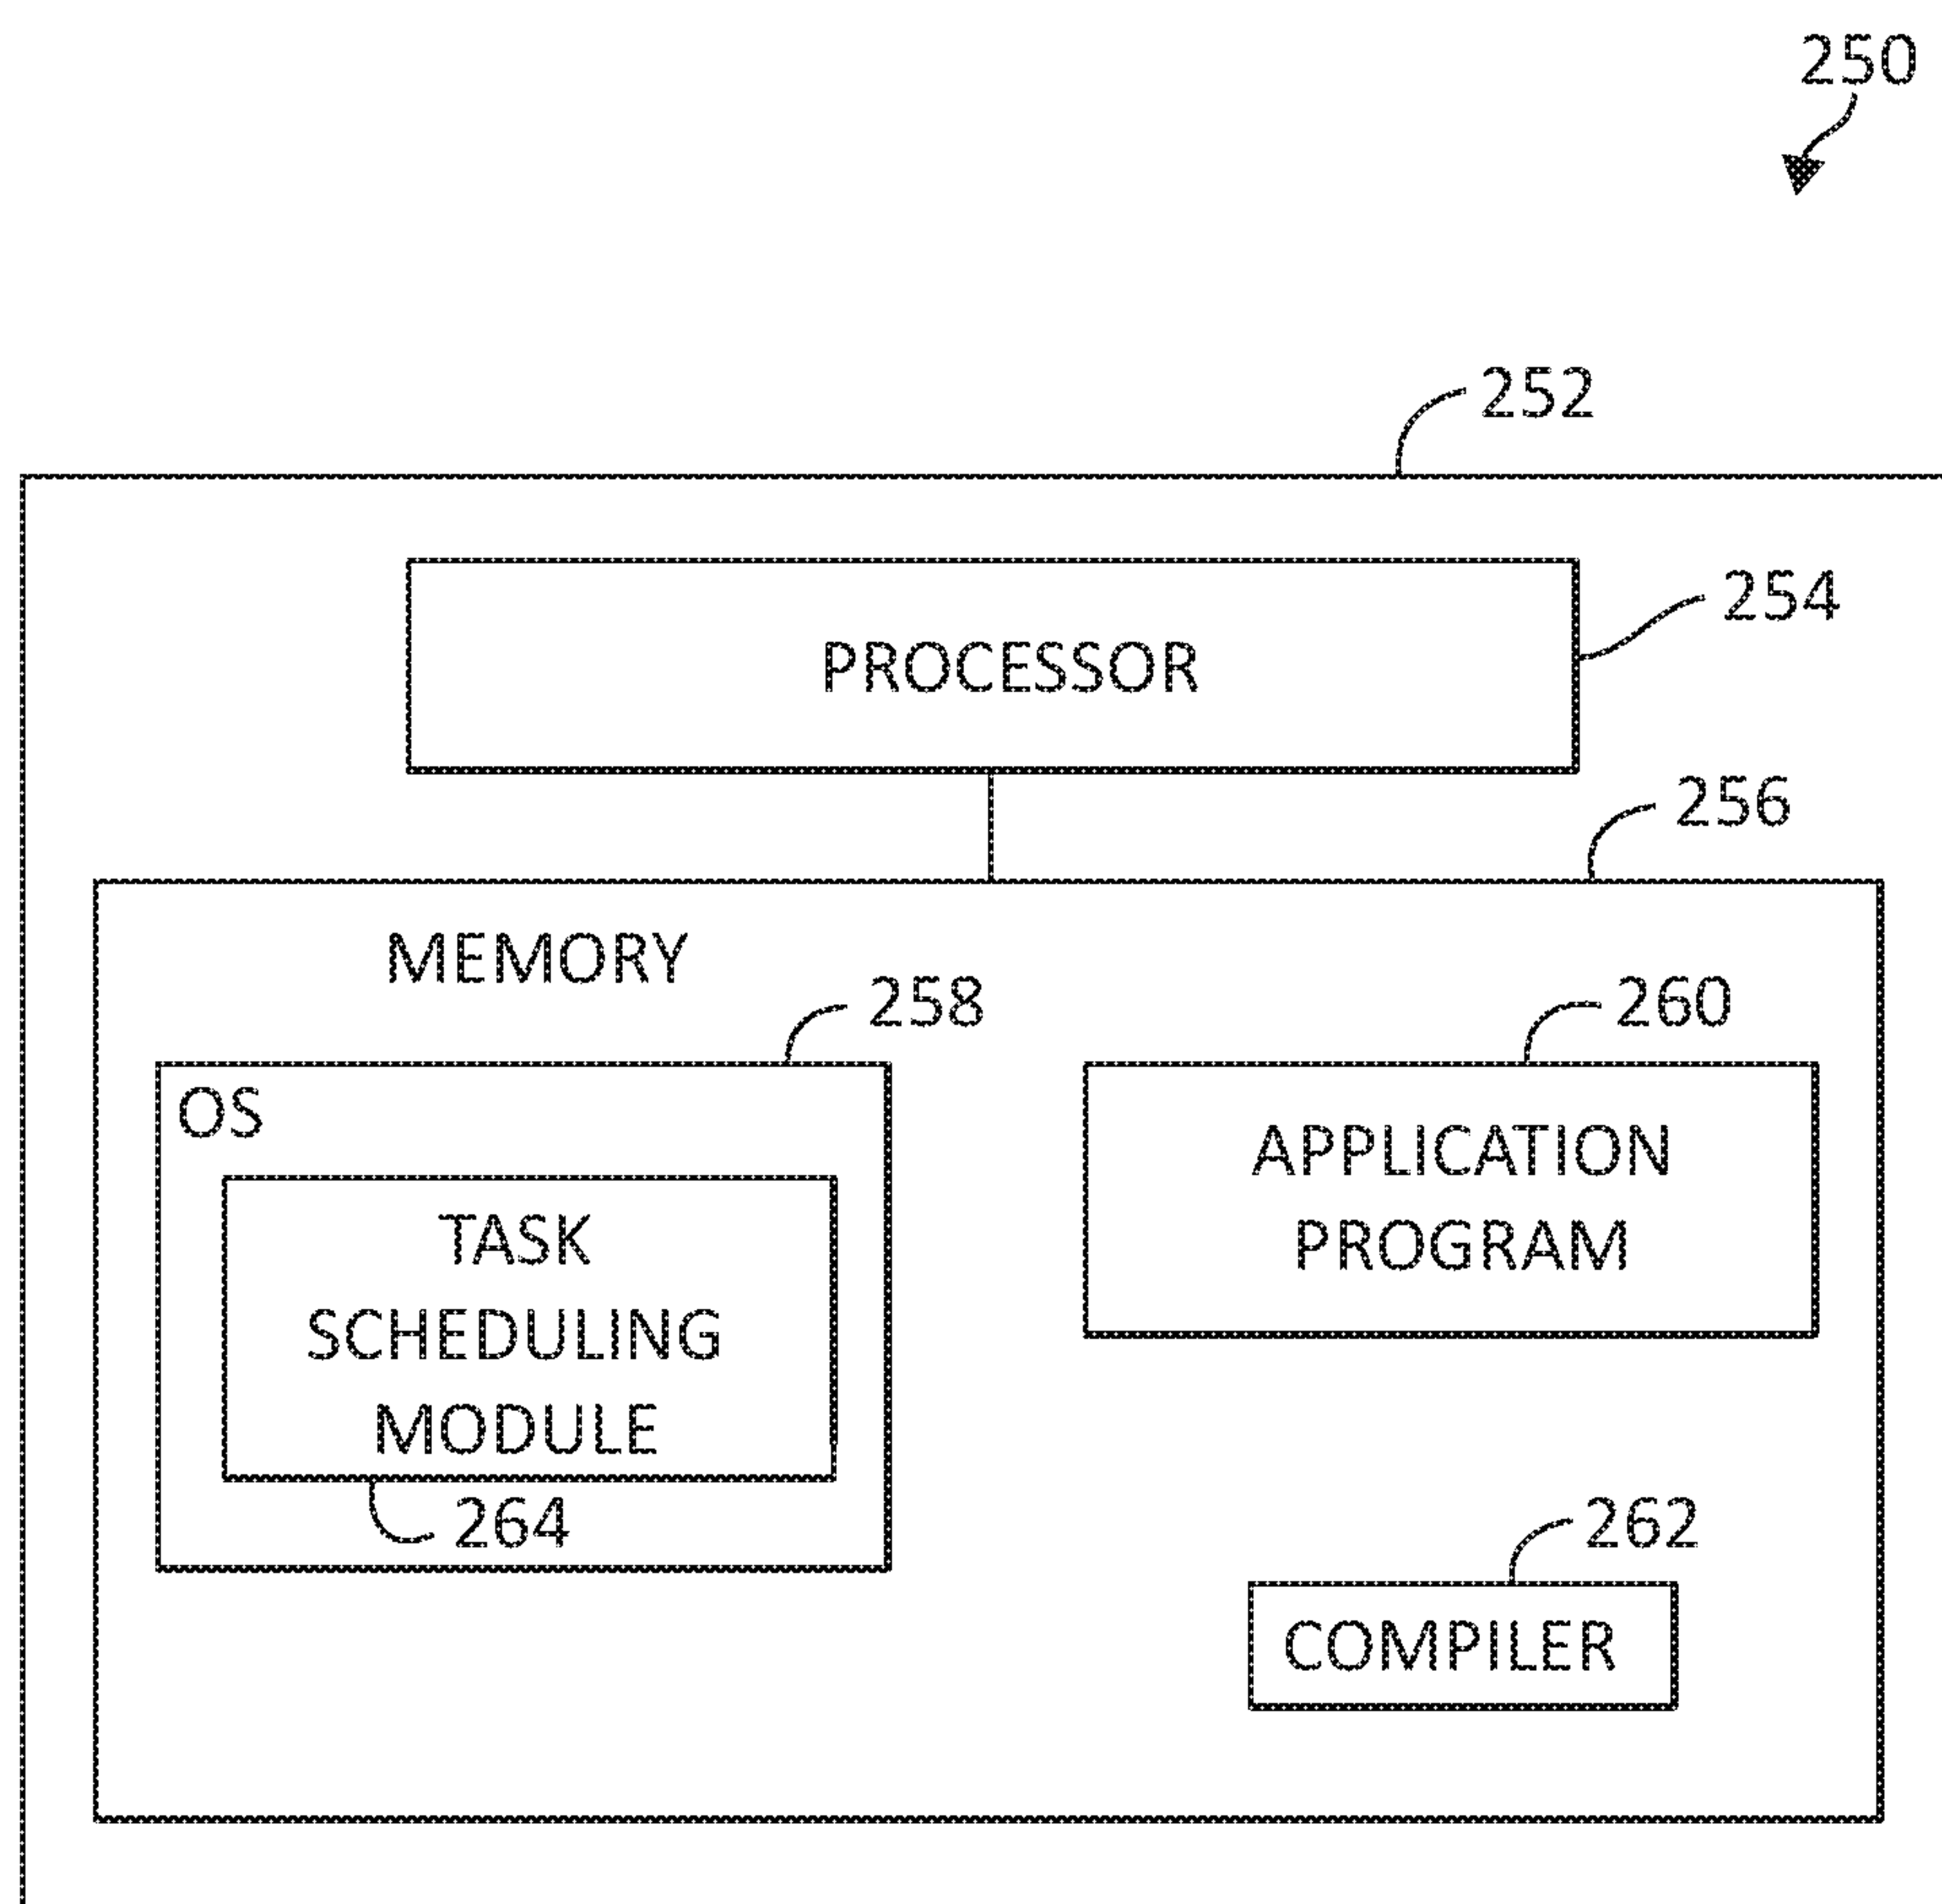 250
252
PROCESSOR
254
256
MEMORY
258
260
OS
APPLICATION
PROGRAM
TASK
SCHEDULING
MODULE
264
262
COMPILER